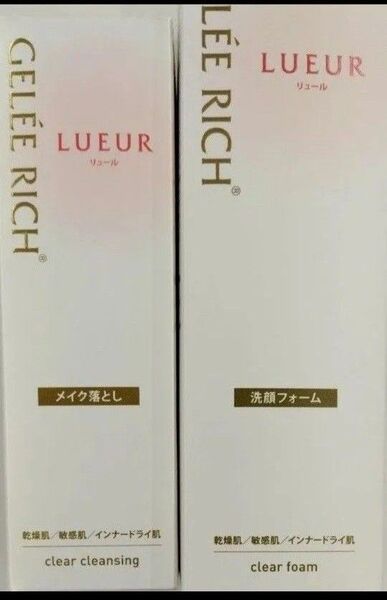 GELÉE RICH®
LUEUR
リュール
メイク落とし
乾燥肌／敏感肌／インナードライ肌
clear cleansing
LÉE RICH®
LUEUR
リュール
洗顔フォーム
乾燥肌／敏感肌／インナードライ肌
clear foam